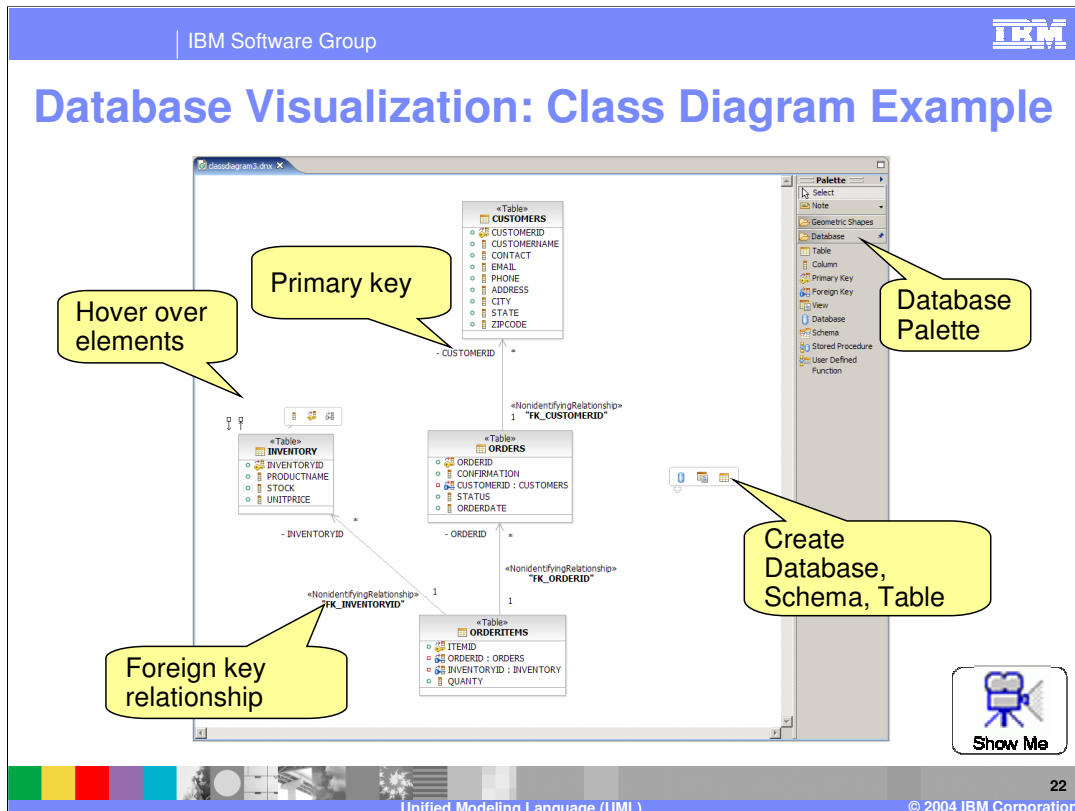 IBM Software Group
IBM
Database Visualization: Class Diagram Example
classdiagram3.dnx
Palette
Select
Note
Geometric Shapes
Database
Table
Column
Primary Key
Foreign Key
View
Database
Schema
Stored Procedure
User Defined
Function
«Table»
CUSTOMERS
CUSTOMERID
CUSTOMERNAME
CONTACT
EMAIL
PHONE
ADDRESS
CITY
STATE
ZIPCODE
Primary key
Hover over
elements
Database
Palette
- CUSTOMERID *
«NonidentifyingRelationship»
1 "FK_CUSTOMERID"
«Table»
INVENTORY
INVENTORYID
PRODUCTNAME
STOCK
UNITPRICE
«Table»
ORDERS
ORDERID
CONFIRMATION
CUSTOMERID : CUSTOMERS
STATUS
ORDERDATE
*
- INVENTORYID
- ORDERID *
Create
Database,
Schema, Table
«NonidentifyingRelationship»
"FK_ORDERID"
1
«NonidentifyingRelationship»
"FK_INVENTORYID"
1
«Table»
ORDERITEMS
ITEMID
ORDERID : ORDERS
INVENTORYID : INVENTORY
QUANTY
Foreign key
relationship
Show Me
22
Unified Modeling Language (UML)
© 2004 IBM Corporation